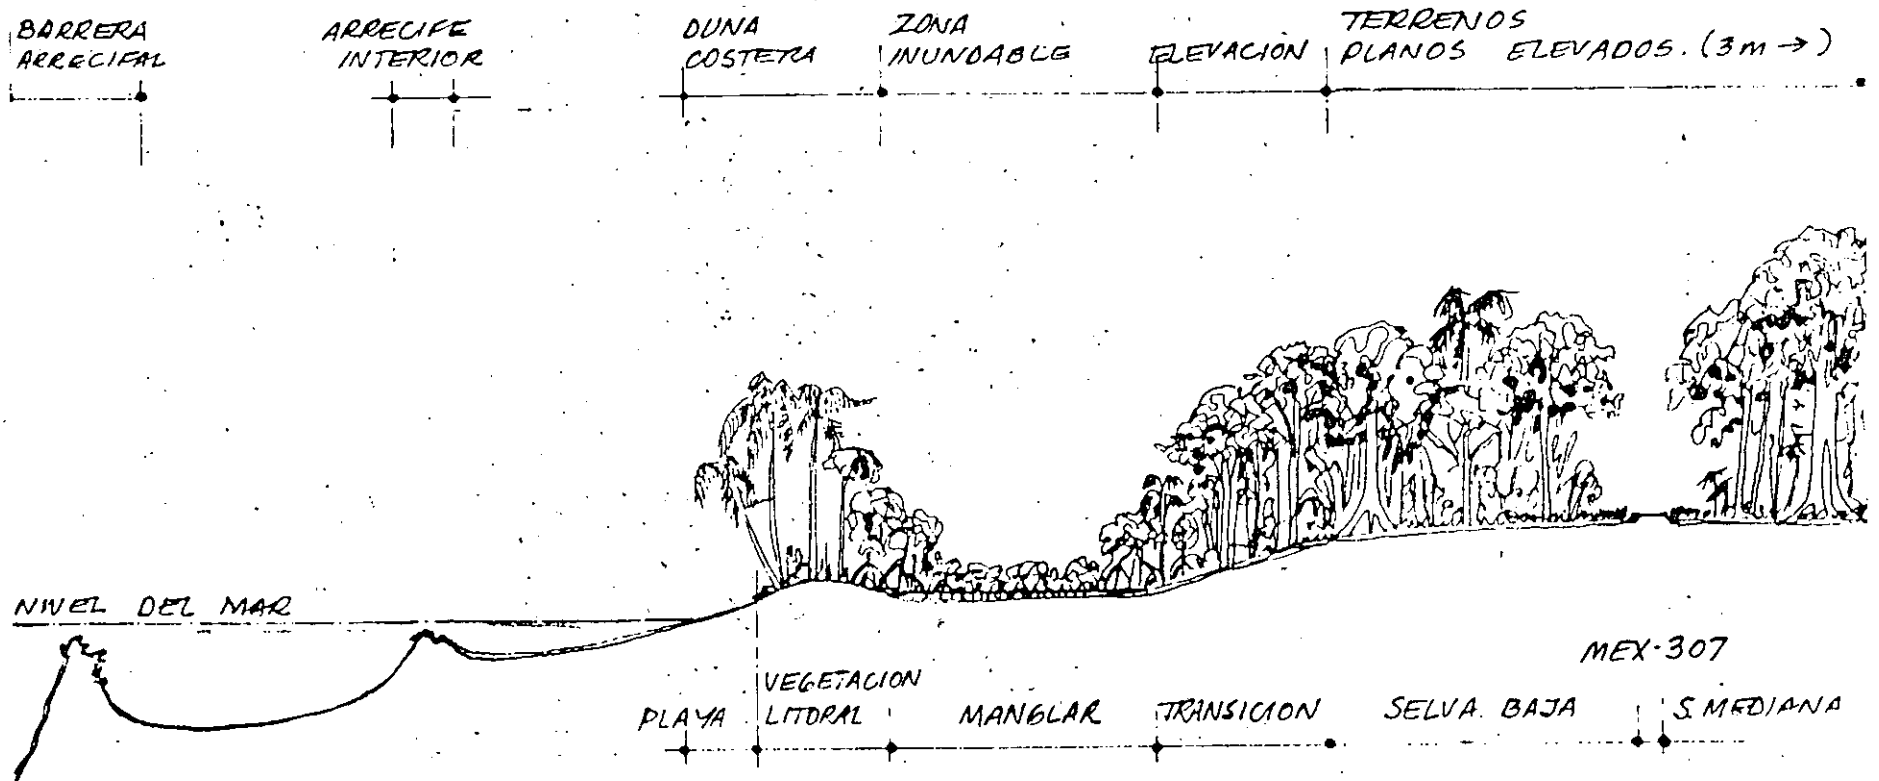 BARRERA
ARRECIFAL
ARRECIFE
INTERIOR
DUNA
COSTERA
ZONA
INUNDABLE
ELEVACIÓN
TERRENOS
PLANOS ELEVADOS. (3m →)
NIVEL DEL MAR
MEX-307
PLAYA
VEGETACION
LITORAL
MANGLAR
TRANSICION
SELVA. BAJA
S. MEDIANA